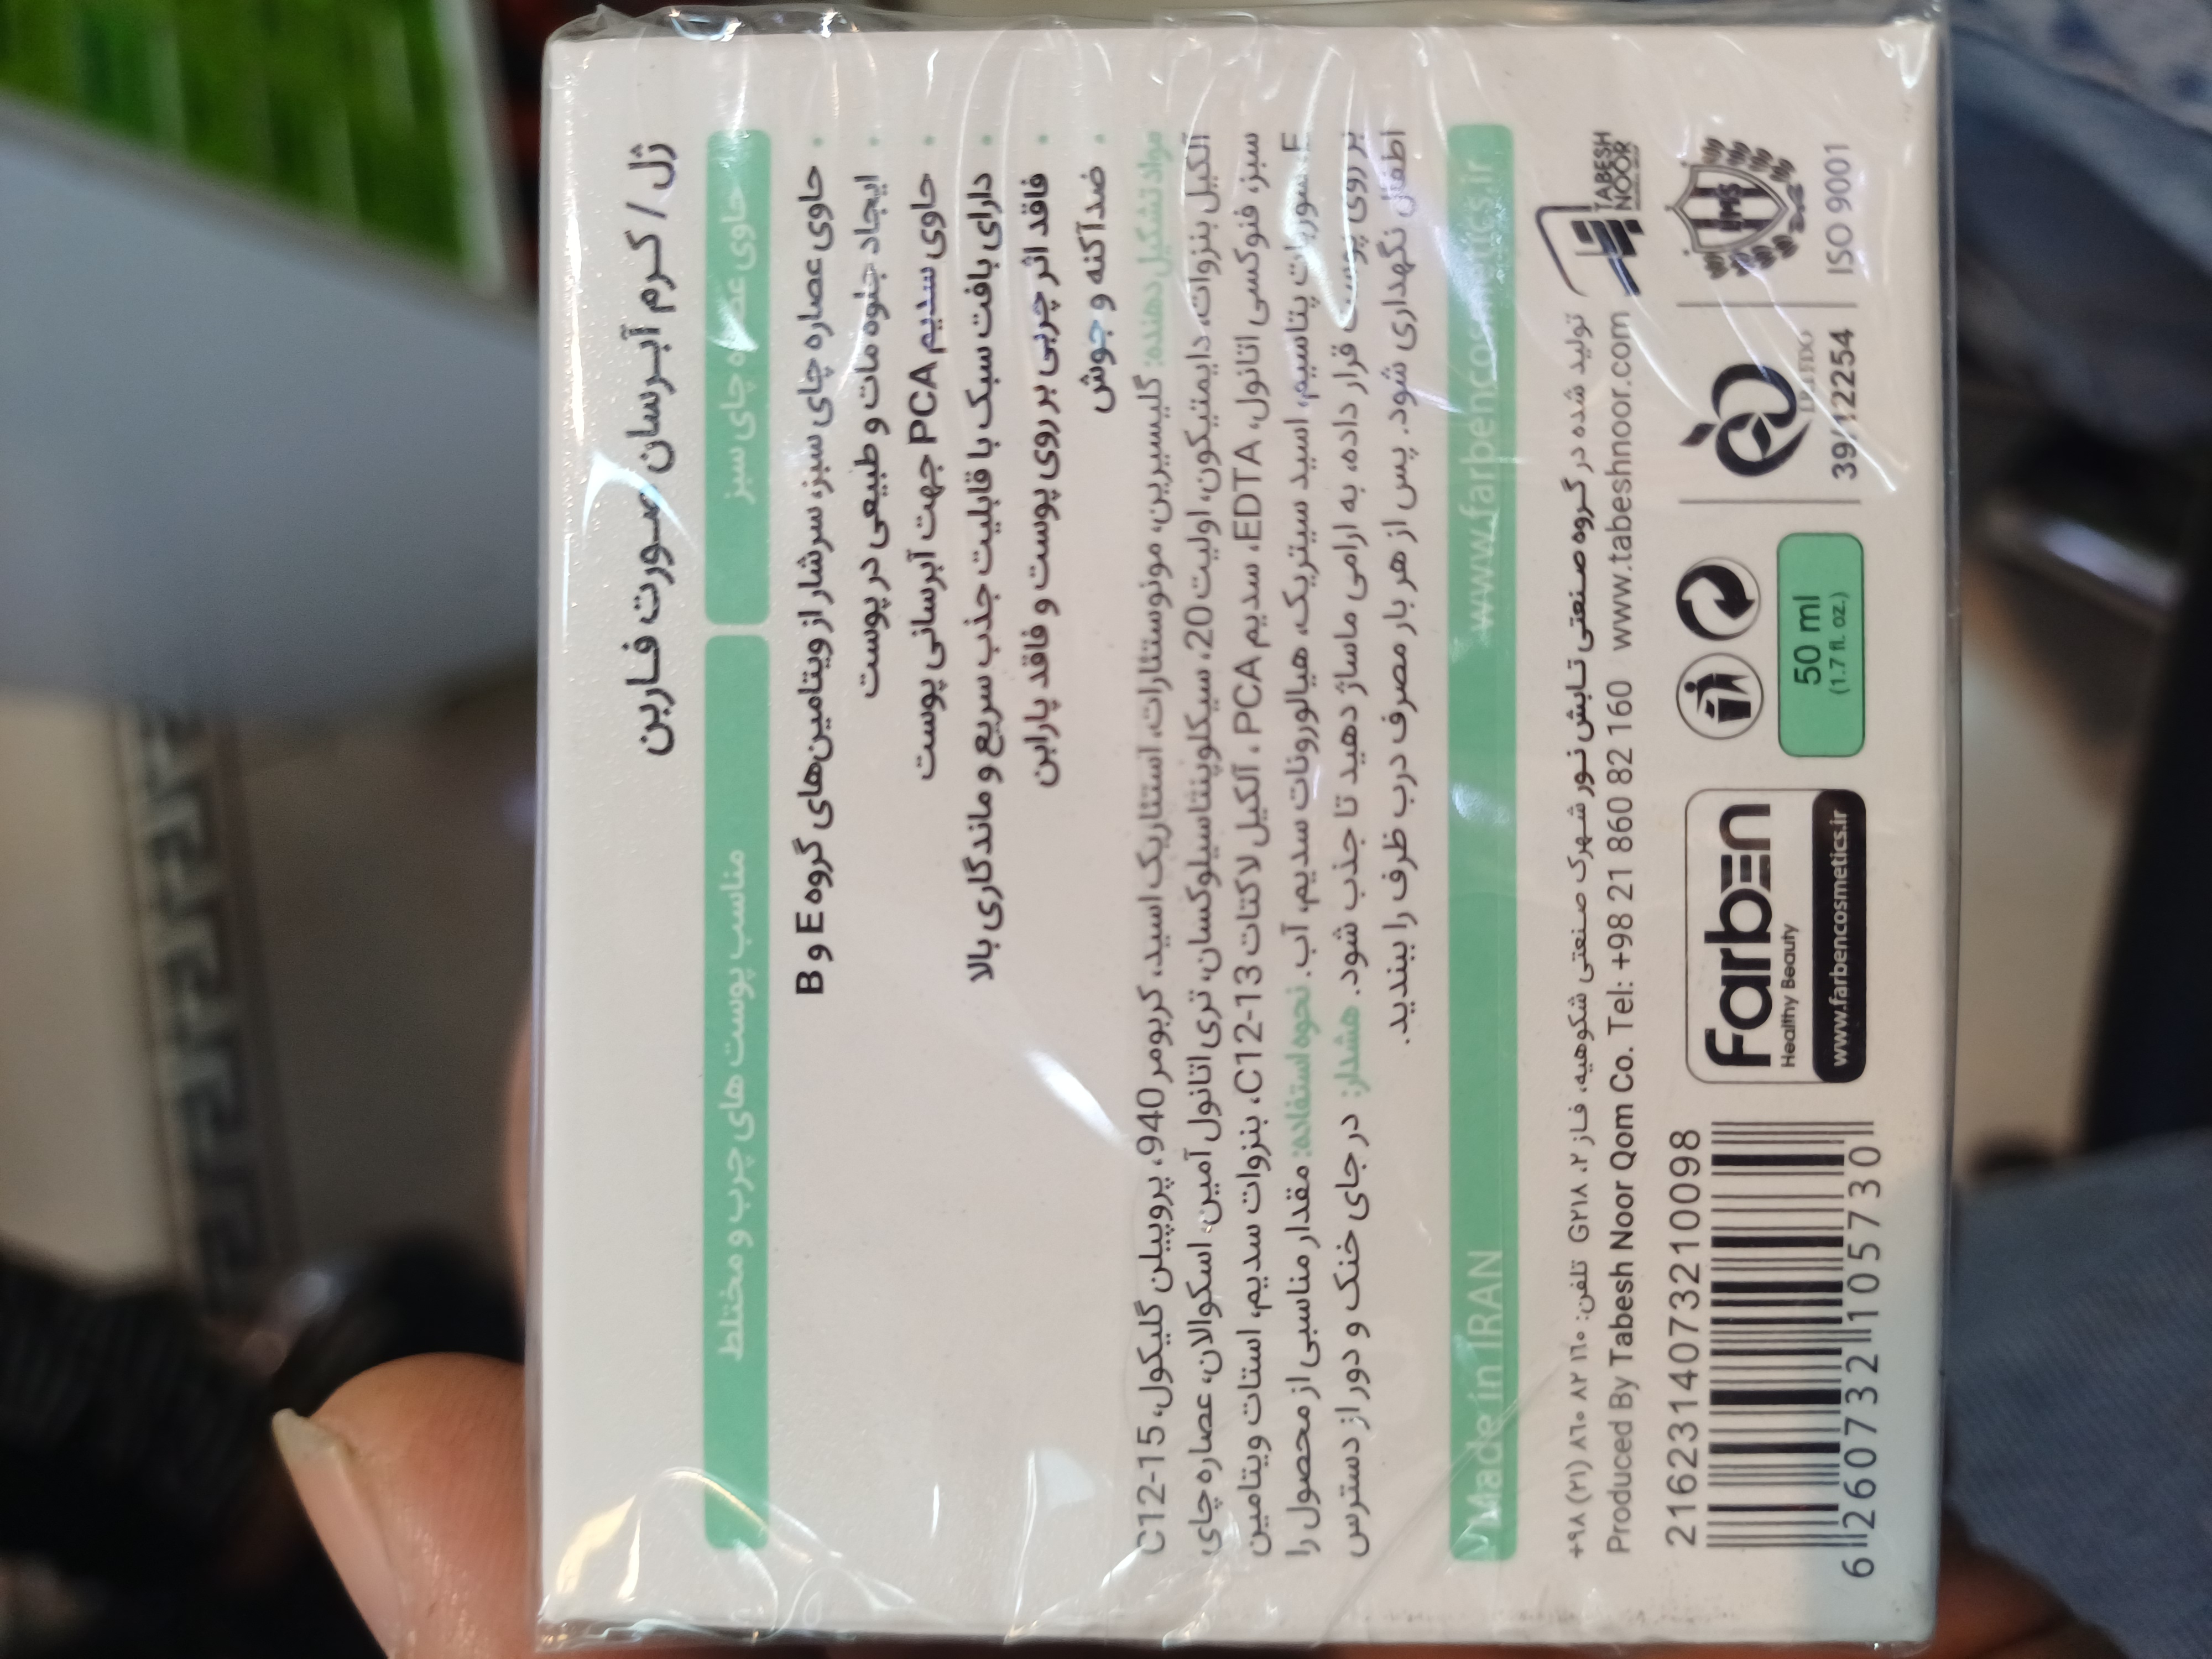 ژل / کرم آبرسان صورت فاربن
حاوی عصاره چای سبز
مناسب پوست های چرب و مختلط
• حاوی عصاره چای سبز، سرشار از ویتامین‌های گروه E و B
• ایجاد جلوه مات و طبیعی در پوست
• حاوی سدیم PCA جهت آبرسانی پوست
• دارای بافت سبک با قابلیت جذب سریع و ماندگاری بالا
• فاقد اثر چربی بر روی پوست و فاقد پارابن
• ضد آکنه و جوش
مواد تشکیل دهنده: گلیسیرین، مونوستئارات، استئاریک اسید، کربومر 940، پروپیلن گلیکول، C12-15
آلکیل بنزوات، دایمتیکون، اولیت 20، سیکلوپنتاسیلوکسان، تری اتانول آمین، اسکوالان، عصاره چای
سبز، فنوکسی اتانول، EDTA، سدیم PCA، آلکیل لاکتات C12-13، بنزوات سدیم، استات ویتامین
E، سوربات پتاسیم، اسید سیتریک، هیالورونات سدیم، آب. نحوه استفاده: مقدار مناسبی از محصول را
بر روی پوست قرار داده، به ارامی ماساژ دهید تا جذب شود. هشدار: در جای خنک و دور از دسترس
اطفال نگهداری شود. پس از هر بار مصرف درب ظرف را ببندید.
Made in IRAN
www.farbencosmetics.ir
تولید شده در گروه صنعتی تابش نور شهرک صنعتی شکوهیه، فاز ۲، G۲۱۸ تلفن: ۱۶۰ ۸۲ ۸۶۰ (۲۱) ۹۸+
Produced By Tabesh Noor Qom Co. Tel: +98 21 860 82 160 www.tabeshnoor.com
TABESH
NOOR
2162314073210098
6 260732 105730
Farben
Healthy Beauty
www.farbencosmetics.ir
50 ml
(1.7 fl. oz.)
IMS
ISO 9001